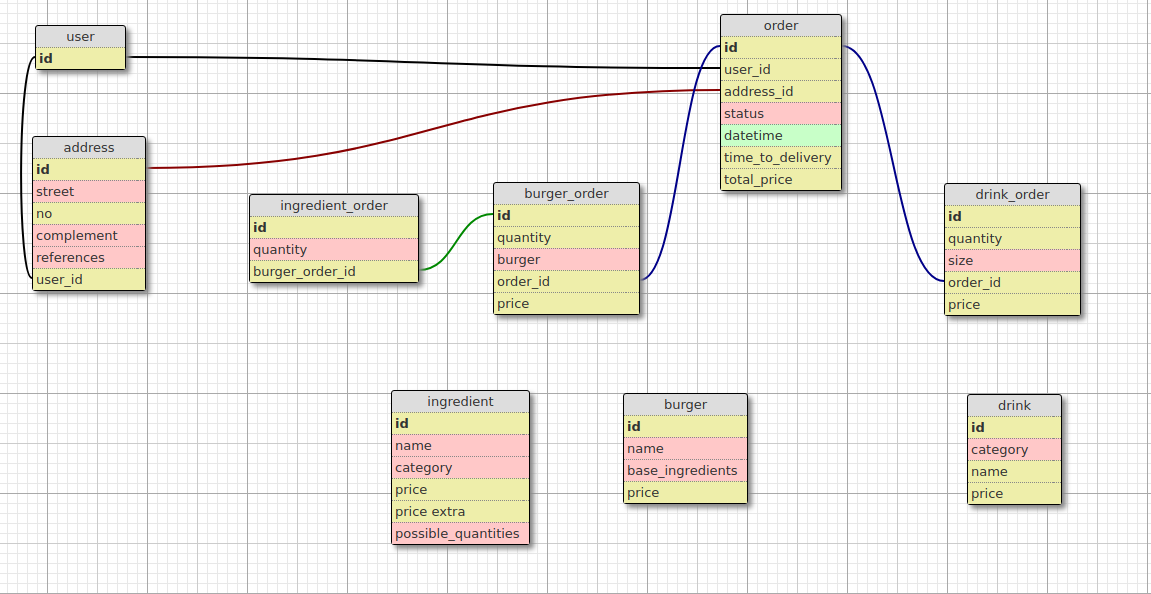 user
id
address
id
street
no
complement
references
user_id
ingredient_order
id
quantity
burger_order_id
burger_order
id
quantity
burger
order_id
price
order
id
user_id
address_id
status
datetime
time_to_delivery
total_price
drink_order
id
quantity
size
order_id
price
ingredient
id
name
category
price
price extra
possible_quantities
burger
id
name
base_ingredients
price
drink
id
category
name
price